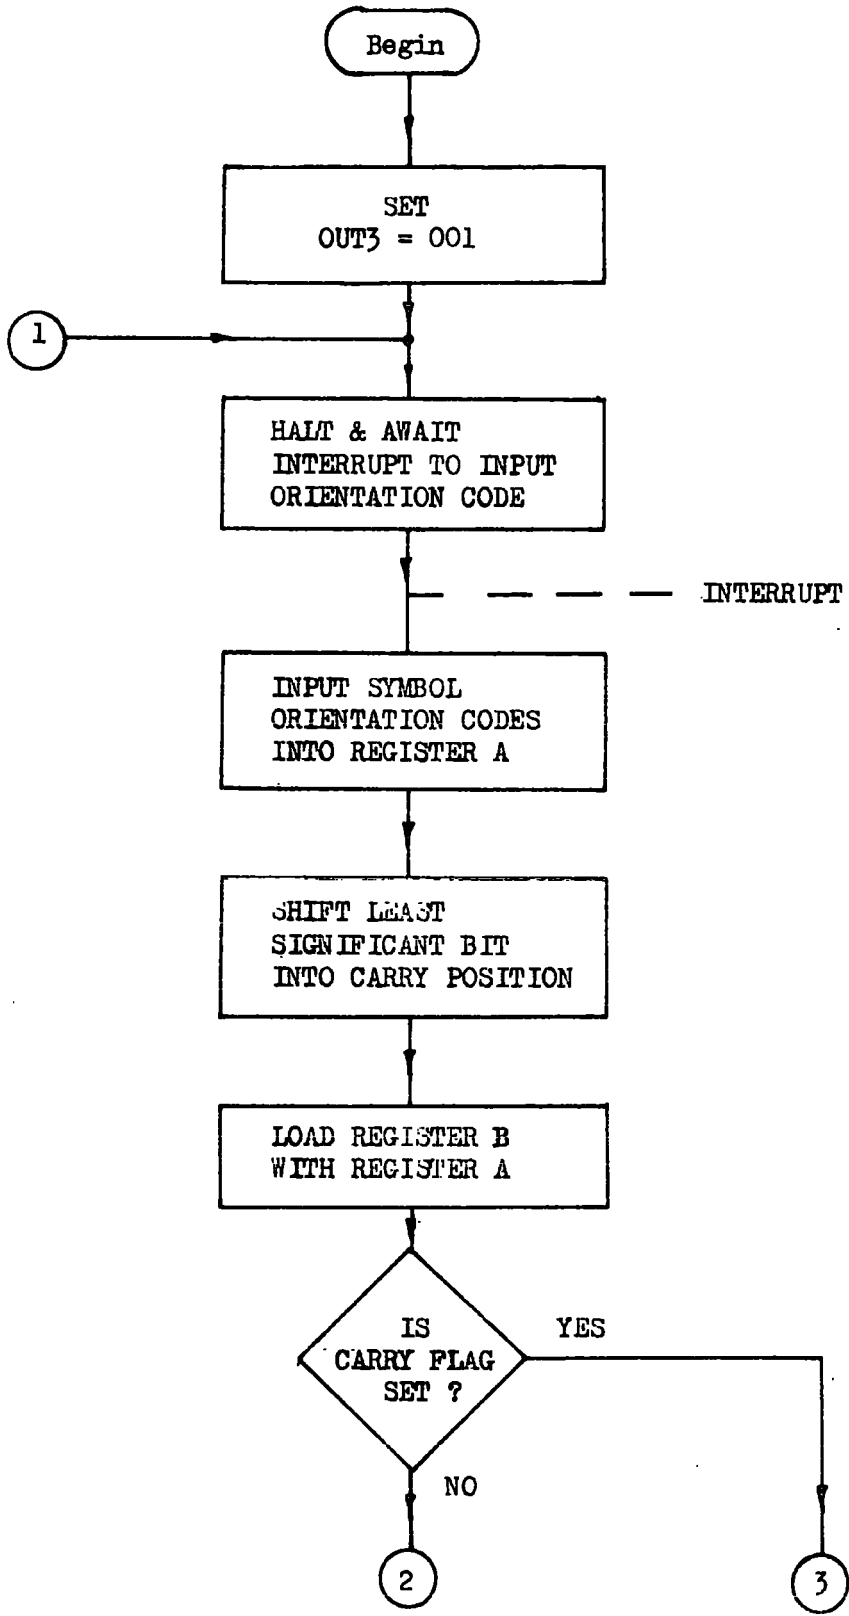 Begin
SET
OUT3 = 001
1
HALT & AWAIT
INTERRUPT TO INPUT
ORIENTATION CODE
INTERRUPT
INPUT SYMBOL
ORIENTATION CODES
INTO REGISTER A
SHIFT LEAST
SIGNIFICANT BIT
INTO CARRY POSITION
LOAD REGISTER B
WITH REGISTER A
IS
CARRY FLAG
SET ?
YES
NO
2
3